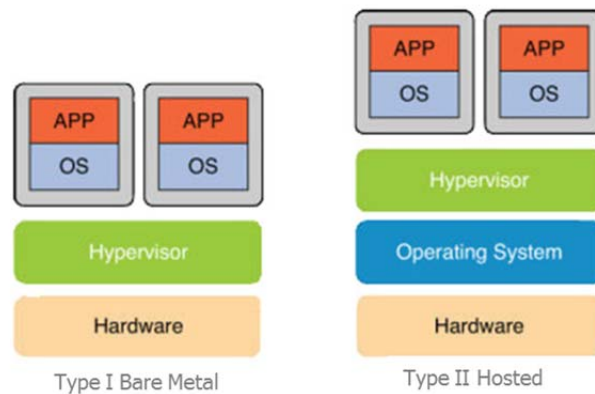 APP
OS
APP
OS
Hypervisor
Hardware
Type I Bare Metal
APP
OS
APP
OS
Hypervisor
Operating System
Hardware
Type II Hosted